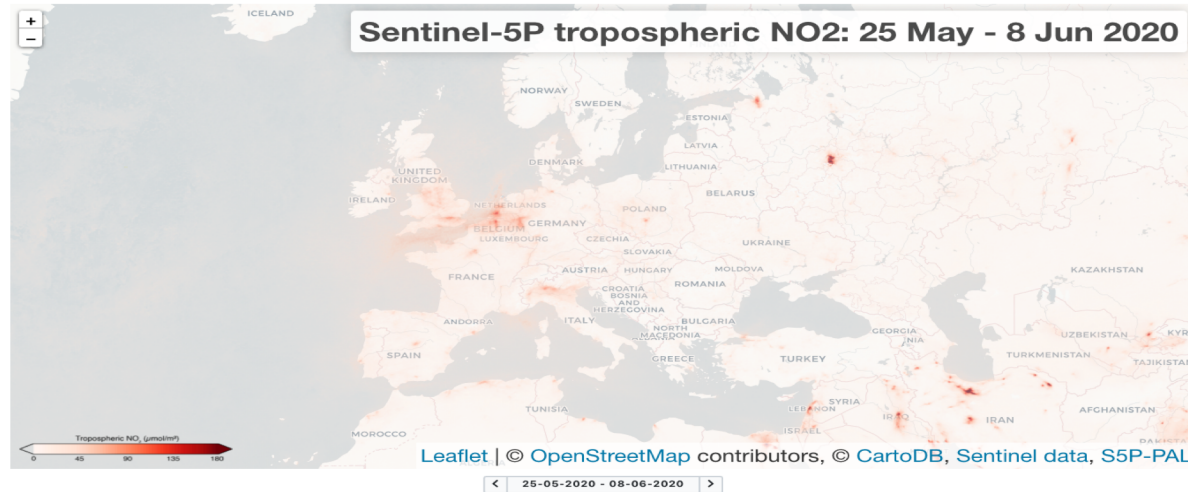 +
−
Sentinel-5P tropospheric NO2: 25 May - 8 Jun 2020
ICELAND
NORWAY
SWEDEN
ESTONIA
LATVIA
DENMARK
LITHUANIA
UNITED
KINGDOM
BELARUS
IRELAND
NETHERLANDS
POLAND
BELGIUM
GERMANY
LUXEMBOURG
CZECHIA
UKRAINE
SLOVAKIA
FRANCE
AUSTRIA
HUNGARY
MOLDOVA
KAZAKHSTAN
ROMANIA
CROATIA
BOSNIA
AND
HERZEGOVINA
ANDORRA
ITALY
BULGARIA
NORTH
MACEDONIA
GEORGIA
UZBEKISTAN
KYR
NIA
SPAIN
GREECE
TURKEY
TURKMENISTAN
TAJIKISTA
TUNISIA
LEBANON
SYRIA
IRAQ
IRAN
AFGHANISTAN
MOROCCO
ISRAEL
PAKISTA
Tropospheric NO₂ (μmol/m²)
0 45 90 135 180
Leaflet | © OpenStreetMap contributors, © CartoDB, Sentinel data, S5P-PAL
< 25-05-2020 - 08-06-2020 >